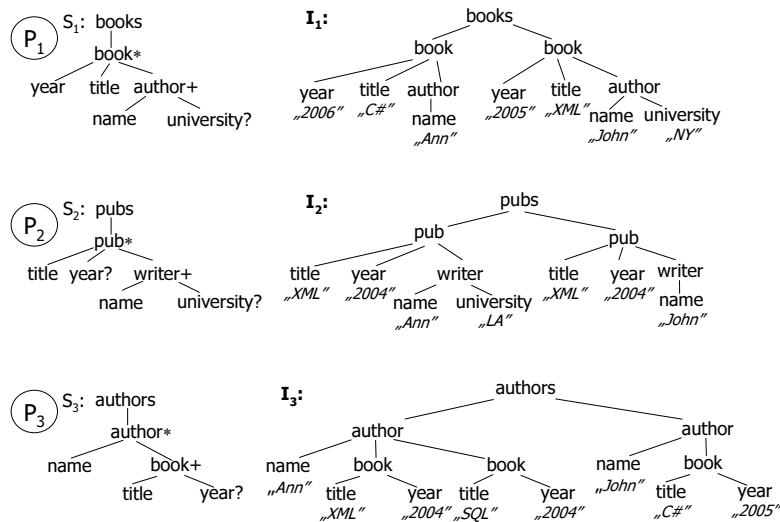 P1 S1: books I1: books
book* book book
year title author+ year title author year title author
name university? „2006” „C#” name „2005” „XML” name university
„Ann” „John” „NY”
P2 S2: pubs I2: pubs
pub* pub pub
title year? writer+ title year writer title year writer
name university? „XML” „2004” name university „XML” „2004” name
„Ann” „LA” „John”
P3 S3: authors I3: authors
author* author author
name book+ name book book name book
title year? „Ann” title year title year „John” title year
„XML” „2004” „SQL” „2004” „C#” „2005”